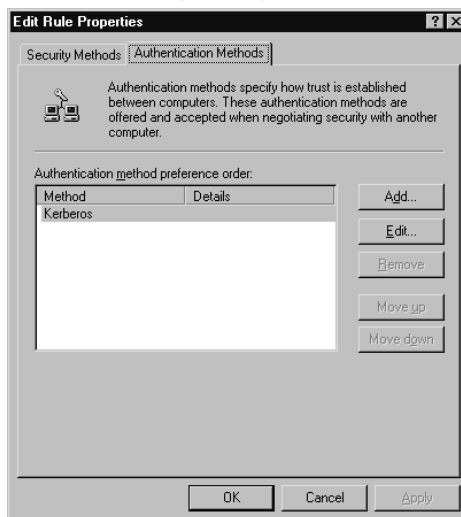 Edit Rule Properties
Security Methods
Authentication Methods
Authentication methods specify how trust is established
between computers. These authentication methods are
offered and accepted when negotiating security with another
computer.
Authentication method preference order:
Method Details
Kerberos
Add...
Edit...
Remove
Move up
Move down
OK Cancel Apply